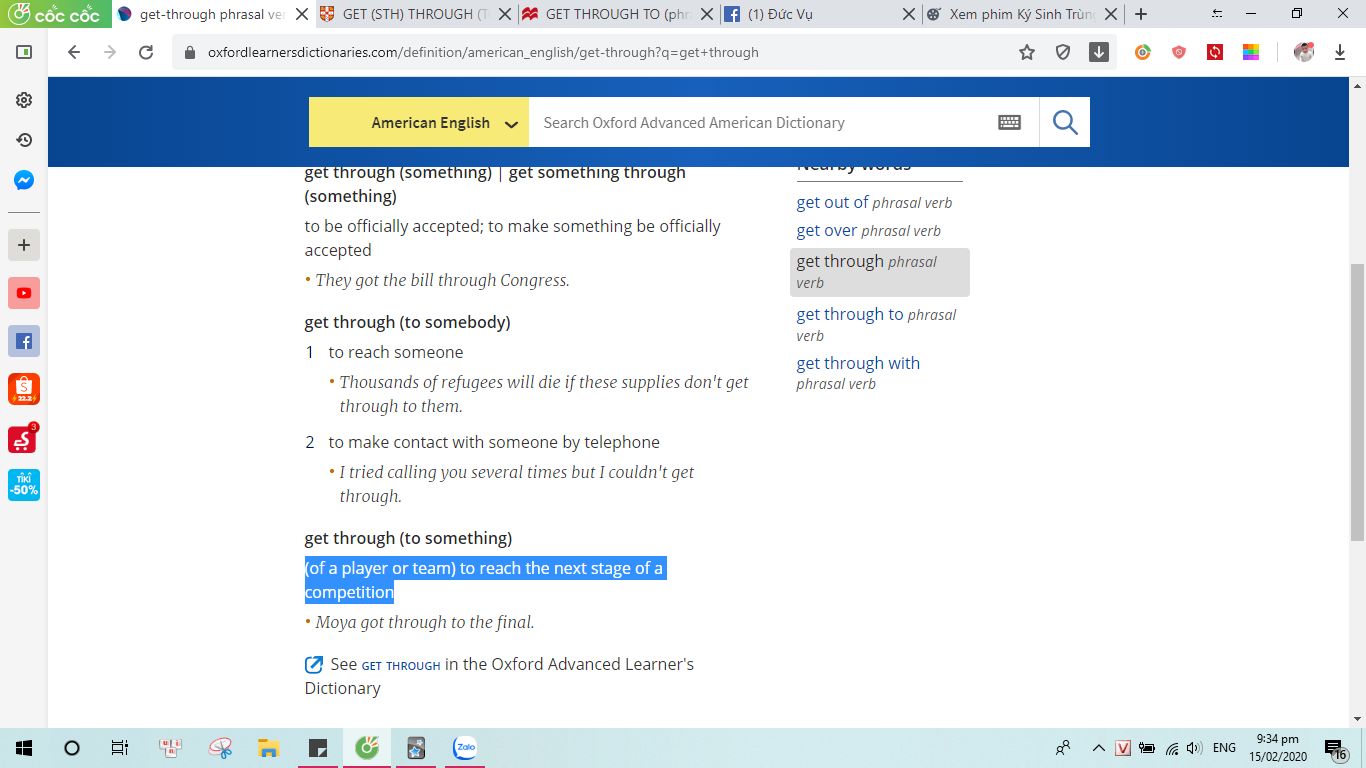 cốc cốc
get-through phrasal ver
GET (STH) THROUGH (T
GET THROUGH TO (phr
(1) Đức Vụ
Xem phim Ký Sinh Trùn
oxfordlearnersdictionaries.com/definition/american_english/get-through?q=get+through
American English
Search Oxford Advanced American Dictionary
get through (something) | get something through
(something)
to be officially accepted; to make something be officially
accepted
• They got the bill through Congress.
get through (to somebody)
1 to reach someone
• Thousands of refugees will die if these supplies don't get
through to them.
2 to make contact with someone by telephone
• I tried calling you several times but I couldn't get
through.
get through (to something)
(of a player or team) to reach the next stage of a
competition
• Moya got through to the final.
See GET THROUGH in the Oxford Advanced Learner's
Dictionary
Nearby words
get out of phrasal verb
get over phrasal verb
get through phrasal
verb
get through to phrasal
verb
get through with
phrasal verb
22.2
3
TIKI
-50%
Zalo
V
ENG
9:34 pm
15/02/2020
16